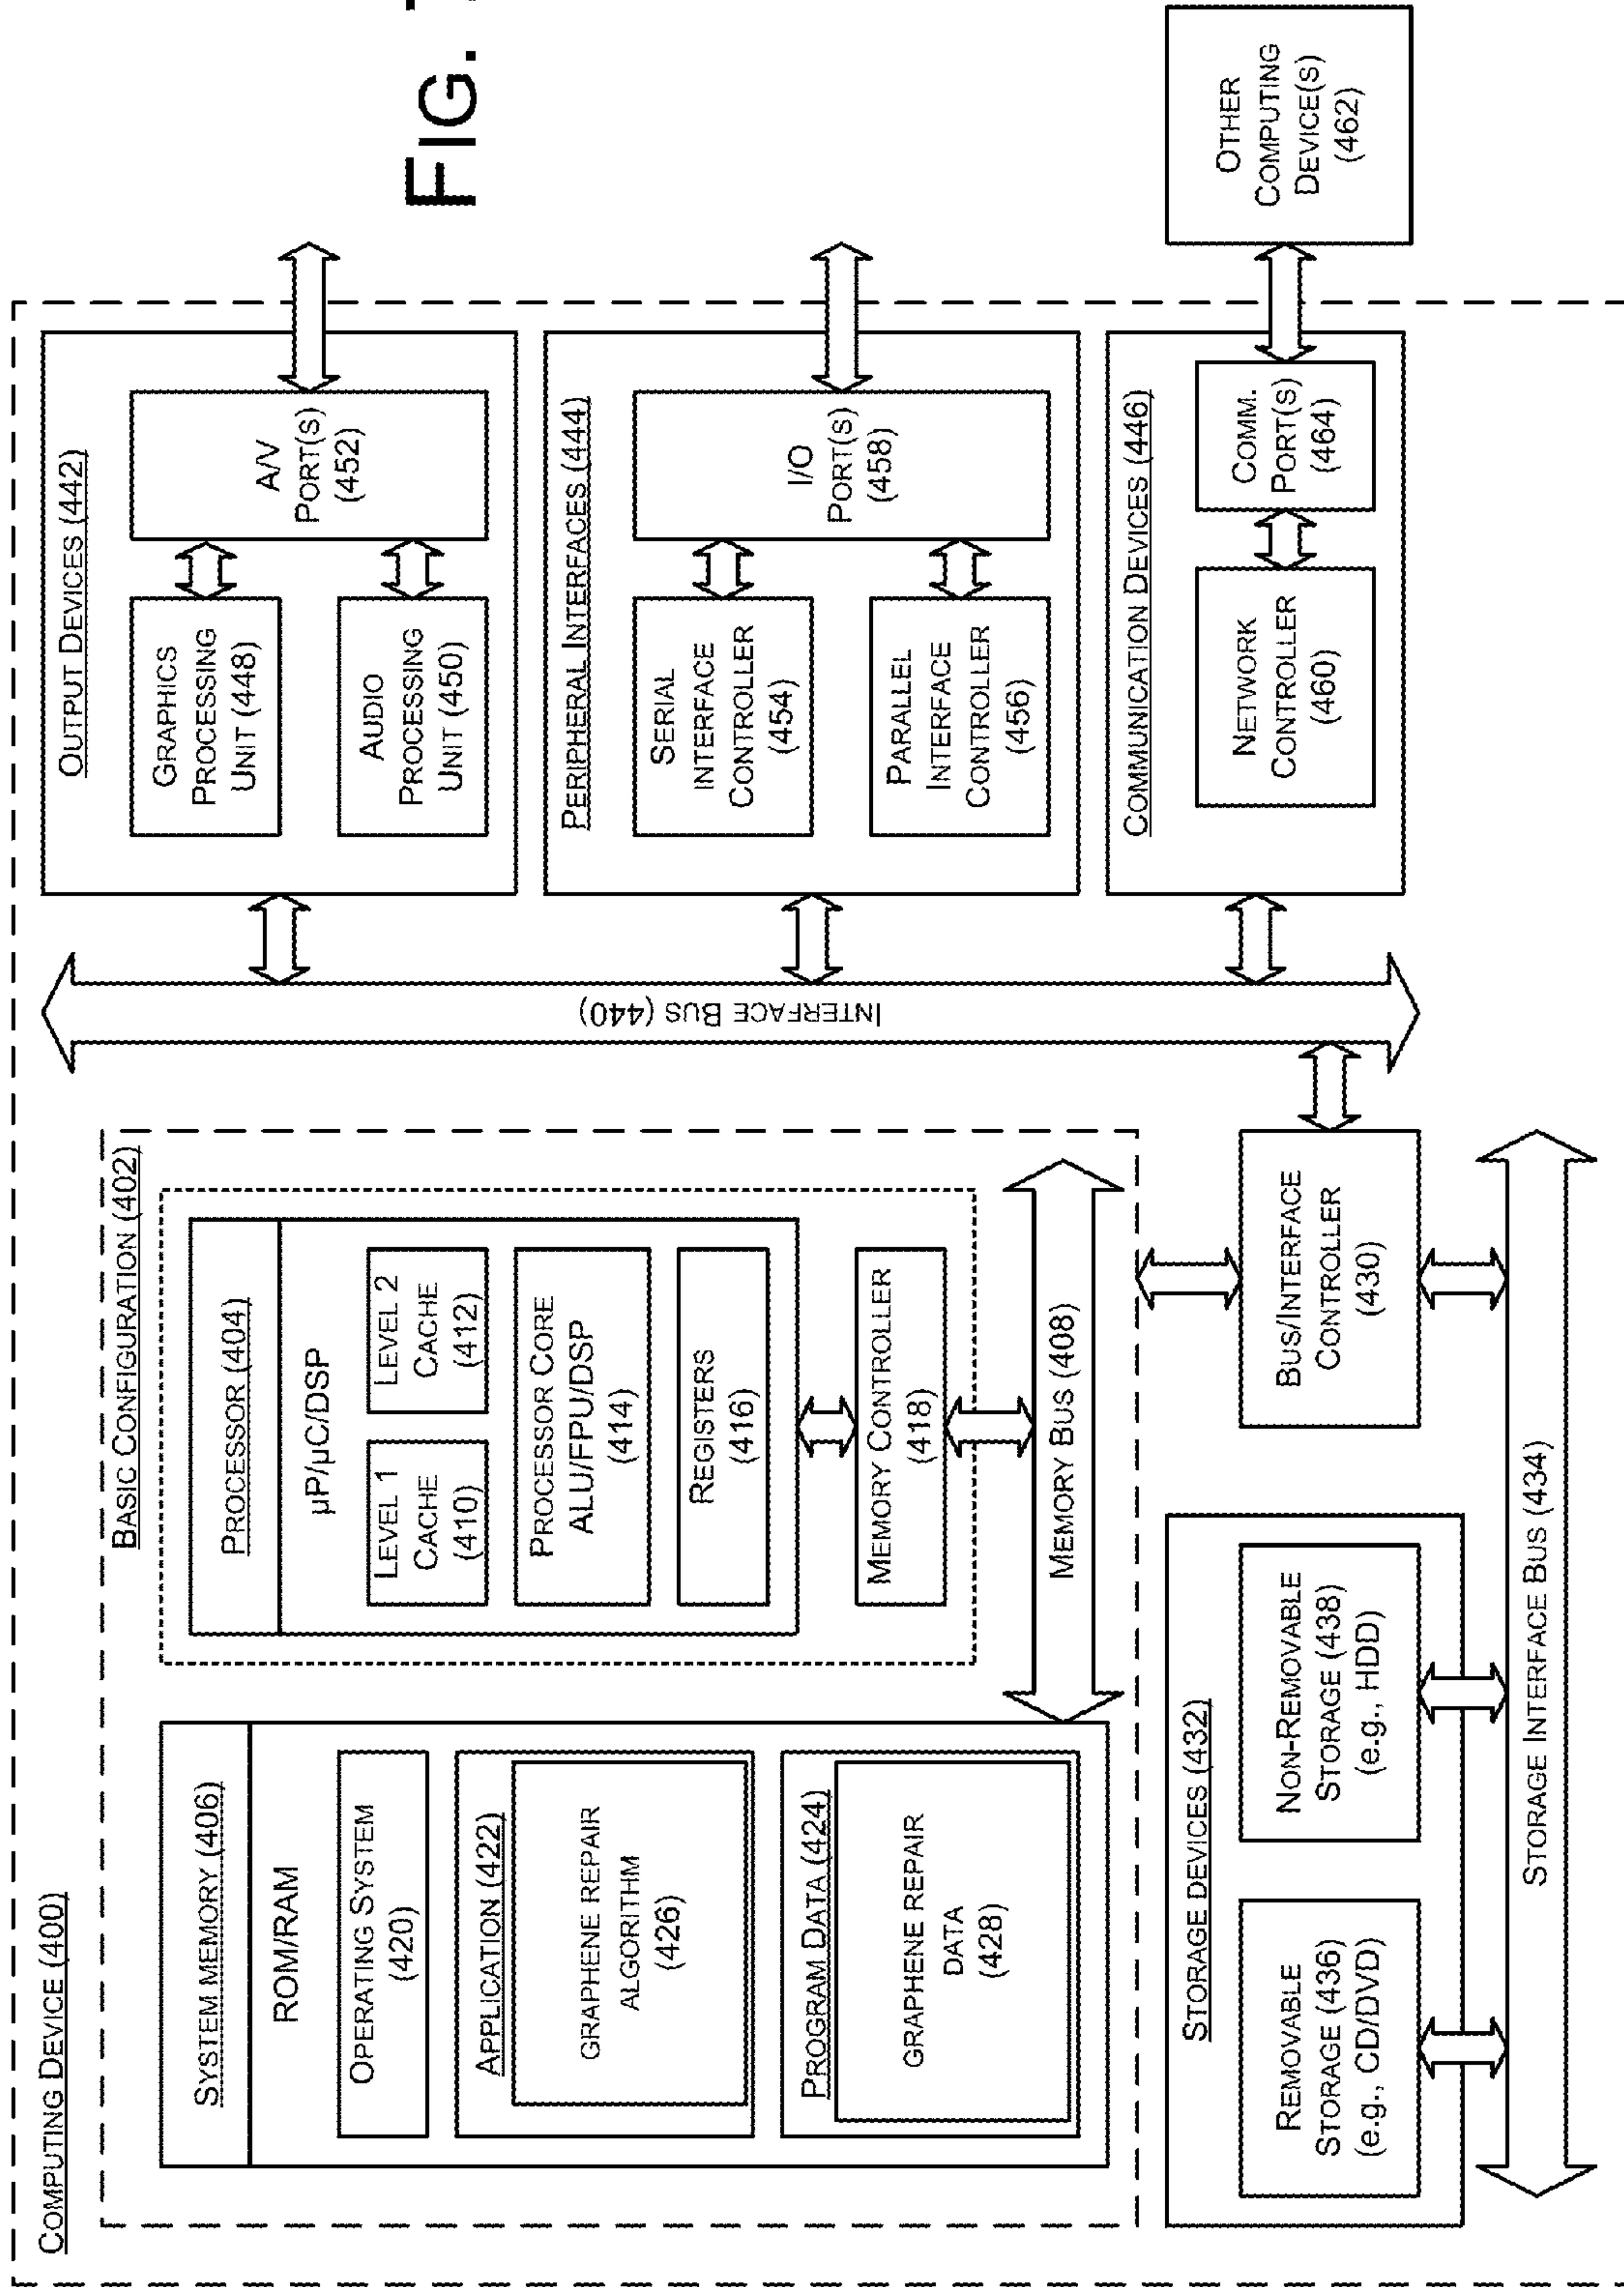 COMPUTING DEVICE (400)
BASIC CONFIGURATION (402)
SYSTEM MEMORY (406)
ROM/RAM
OPERATING SYSTEM
(420)
APPLICATION (422)
GRAPHENE REPAIR
ALGORITHM
(426)
PROGRAM DATA (424)
GRAPHENE REPAIR
DATA
(428)
PROCESSOR (404)
µP/µC/DSP
LEVEL 1
CACHE
(410)
LEVEL 2
CACHE
(412)
PROCESSOR CORE
ALU/FPU/DSP
(414)
REGISTERS
(416)
MEMORY CONTROLLER
(418)
MEMORY BUS (408)
STORAGE DEVICES (432)
REMOVABLE
STORAGE (436)
(e.g., CD/DVD)
NON-REMOVABLE
STORAGE (438)
(e.g., HDD)
BUS/INTERFACE
CONTROLLER
(430)
STORAGE INTERFACE BUS (434)
INTERFACE BUS (440)
OUTPUT DEVICES (442)
GRAPHICS
PROCESSING
UNIT (448)
AUDIO
PROCESSING
UNIT (450)
A/V
PORT(S)
(452)
PERIPHERAL INTERFACES (444)
SERIAL
INTERFACE
CONTROLLER
(454)
PARALLEL
INTERFACE
CONTROLLER
(456)
I/O
PORT(S)
(458)
COMMUNICATION DEVICES (446)
NETWORK
CONTROLLER
(460)
COMM.
PORT(S)
(464)
OTHER
COMPUTING
DEVICE(S)
(462)
FIG.